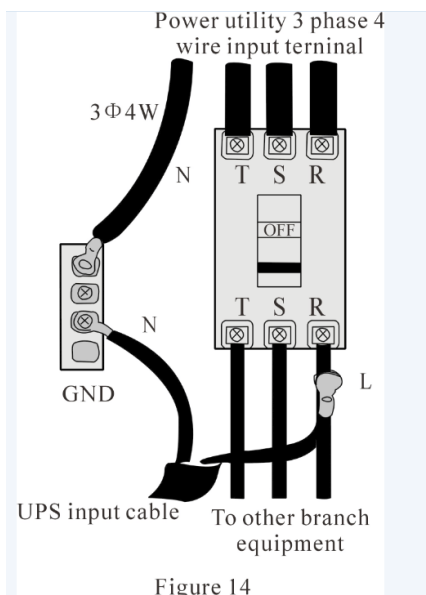 Power utility 3 phase 4
wire input terninal
3Φ4W
N
T S R
OFF
T S R
N
L
GND
UPS input cable
To other branch
equipment
Figure 14